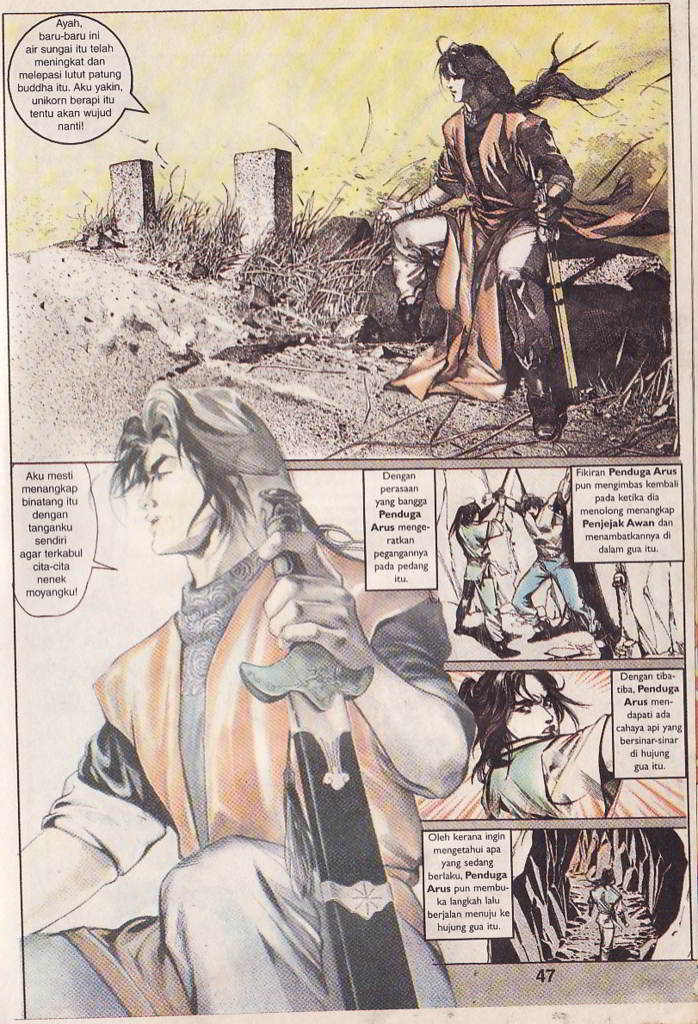 Ayah,
baru-baru ini
air sungai itu telah
meningkat dan
melepasi lutut patung
buddha itu. Aku yakin,
unikorn berapi itu
tentu akan wujud
nanti!
Aku mesti
menangkap
binatang itu
dengan
tanganku
sendiri
agar terkabul
cita-cita
nenek
moyangku!
Dengan
perasaan
yang bangga
Penduga
Arus menge-
ratkan
pegangannya
pada pedang
itu.
Fikiran Penduga Arus
pun mengimbas kembali
pada ketika dia
menolong menangkap
Penjejak Awan dan
menambatkannya di
dalam gua itu.
Dengan tiba-
tiba, Penduga
Arus men-
dapati ada
cahaya api yang
bersinar-sinar
di hujung
gua itu.
Oleh kerana ingin
mengetahui apa
yang sedang
berlaku, Penduga
Arus pun membu-
ka langkah lalu
berjalan menuju ke
hujung gua itu.
47